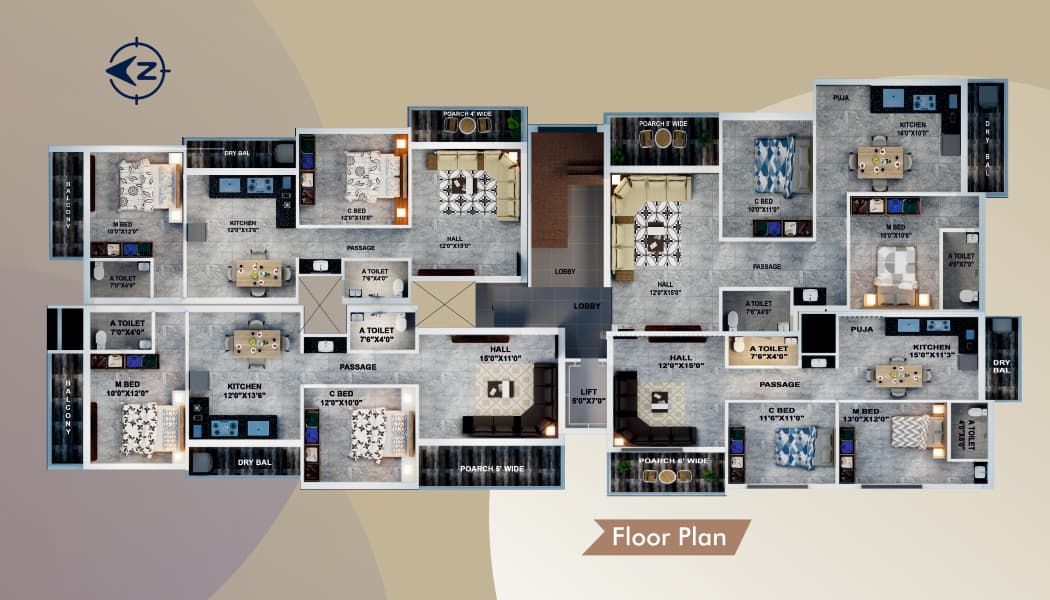 Z
POARCH 4' WIDE
DRY BAL
BALCONY
M BED
10'0"X12'0"
KITCHEN
12'0"X13'6"
C BED
12'0"X10'0"
HALL
12'0"X15'0"
PASSAGE
A TOILET
7'0"X4'0"
A TOILET
7'6"X4'0"
LOBBY
LOBBY
POARCH 5' WIDE
PUJA
KITCHEN
16'0"X10'0"
DRY BAL
C BED
10'0"X11'0"
M BED
10'0"X10'6"
A TOILET
4'0"X7'0"
PASSAGE
HALL
12'0"X15'0"
A TOILET
7'6"X4'0"
A TOILET
7'0"X4'0"
A TOILET
7'6"X4'0"
HALL
15'0"X11'0"
PASSAGE
BALCONY
M BED
10'0"X12'0"
KITCHEN
12'0"X13'6"
C BED
12'0"X10'0"
DRY BAL
POARCH 5' WIDE
LIFT
5'0"X7'0"
HALL
12'0"X15'0"
A TOILET
7'6"X4'0"
PUJA
KITCHEN
15'0"X11'3"
DRY
BAL
PASSAGE
C BED
11'6"X11'0"
M BED
13'0"X12'0"
A TOILET
POARCH 6' WIDE
Floor Plan